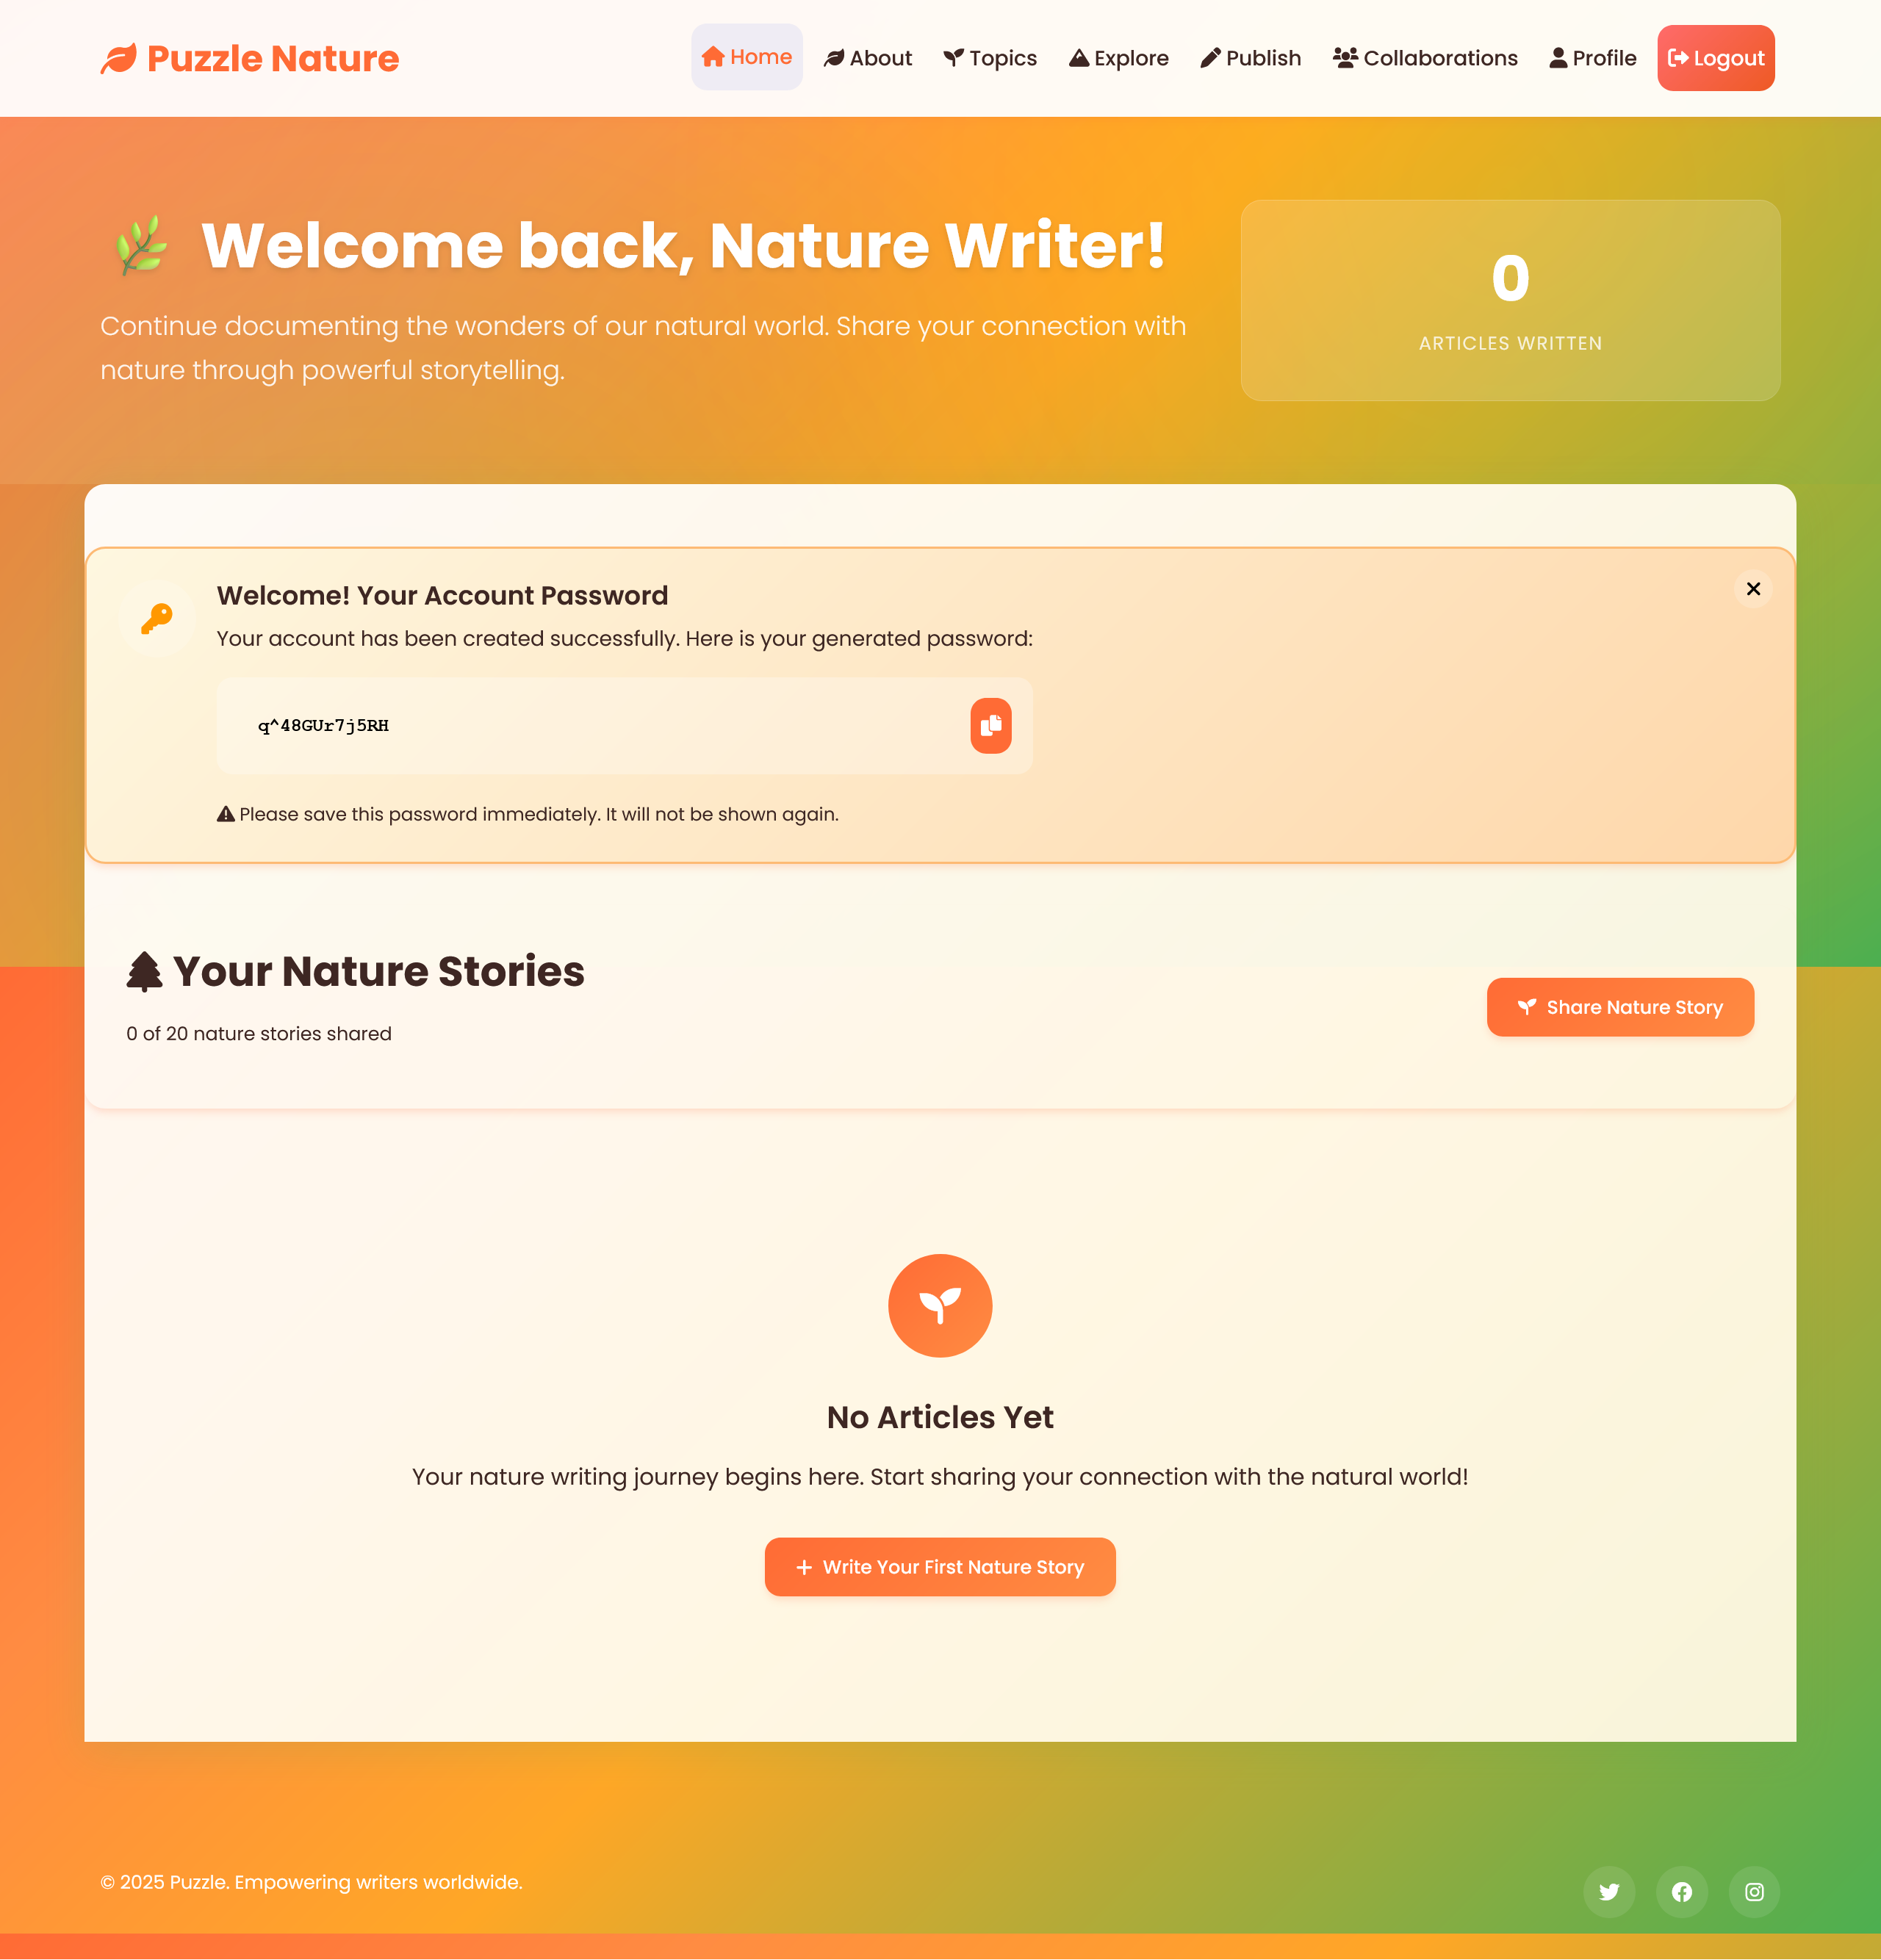 Puzzle Nature
Home
About
Topics
Explore
Publish
Collaborations
Profile
Logout
Welcome back, Nature Writer!
Continue documenting the wonders of our natural world. Share your connection with
nature through powerful storytelling.
0
ARTICLES WRITTEN
Welcome! Your Account Password
Your account has been created successfully. Here is your generated password:
q^48GUr7j5RH
Please save this password immediately. It will not be shown again.
Your Nature Stories
0 of 20 nature stories shared
Share Nature Story
No Articles Yet
Your nature writing journey begins here. Start sharing your connection with the natural world!
Write Your First Nature Story
© 2025 Puzzle. Empowering writers worldwide.